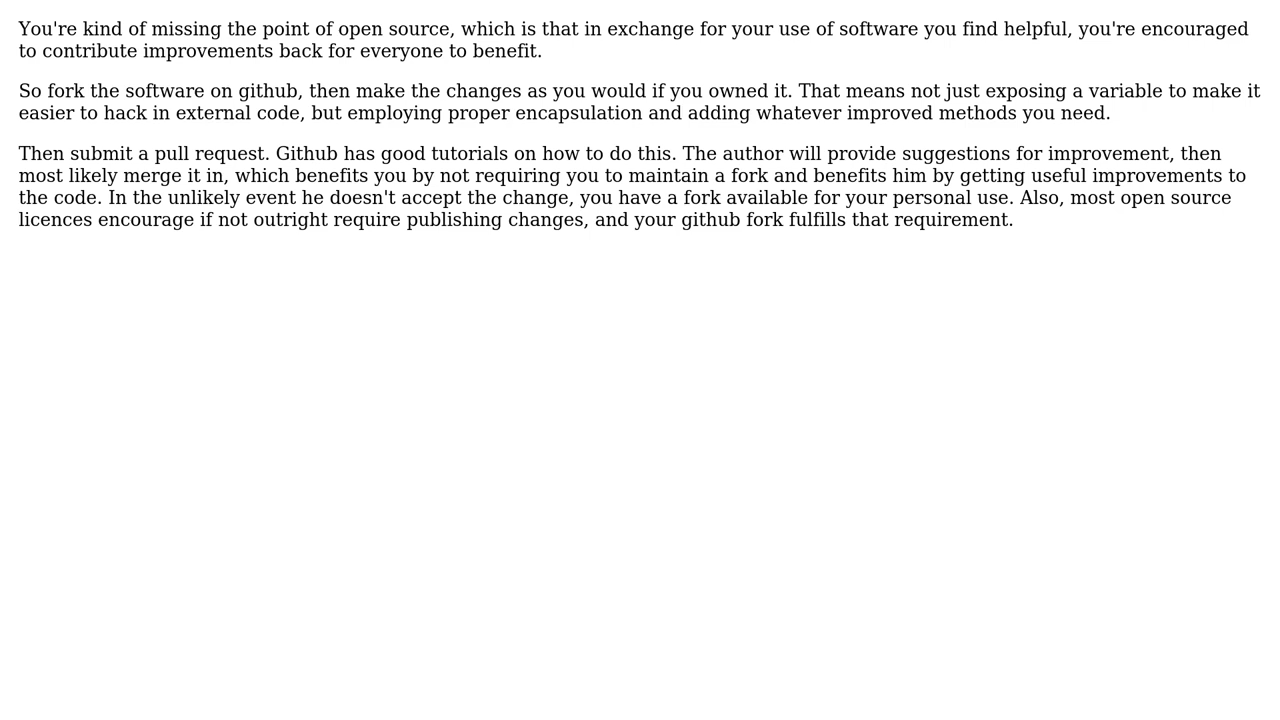 You're kind of missing the point of open source, which is that in exchange for your use of software you find helpful, you're encouraged
to contribute improvements back for everyone to benefit.
So fork the software on github, then make the changes as you would if you owned it. That means not just exposing a variable to make it
easier to hack in external code, but employing proper encapsulation and adding whatever improved methods you need.
Then submit a pull request. Github has good tutorials on how to do this. The author will provide suggestions for improvement, then
most likely merge it in, which benefits you by not requiring you to maintain a fork and benefits him by getting useful improvements to
the code. In the unlikely event he doesn't accept the change, you have a fork available for your personal use. Also, most open source
licences encourage if not outright require publishing changes, and your github fork fulfills that requirement.